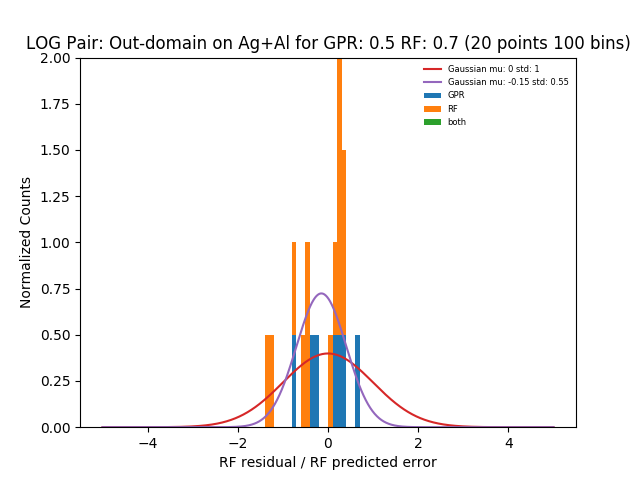 LOG Pair: Out-domain on Ag+Al for GPR: 0.5 RF: 0.7 (20 points 100 bins)
Gaussian mu: 0 std: 1
Gaussian mu: -0.15 std: 0.55
GPR
RF
both
Normalized Counts
2.00
1.75
1.50
1.25
1.00
0.75
0.50
0.25
0.00
−4
−2
0
2
4
RF residual / RF predicted error